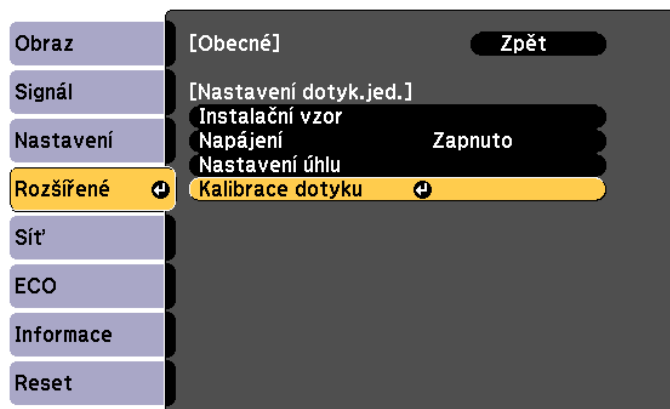 Obraz
Signál
Nastavení
Rozšířené
Síť
ECO
Informace
Reset
[Obecné] Zpět
[Nastavení dotyk.jed.]
Instalační vzor
Napájení Zapnuto
Nastavení úhlu
Kalibrace dotyku